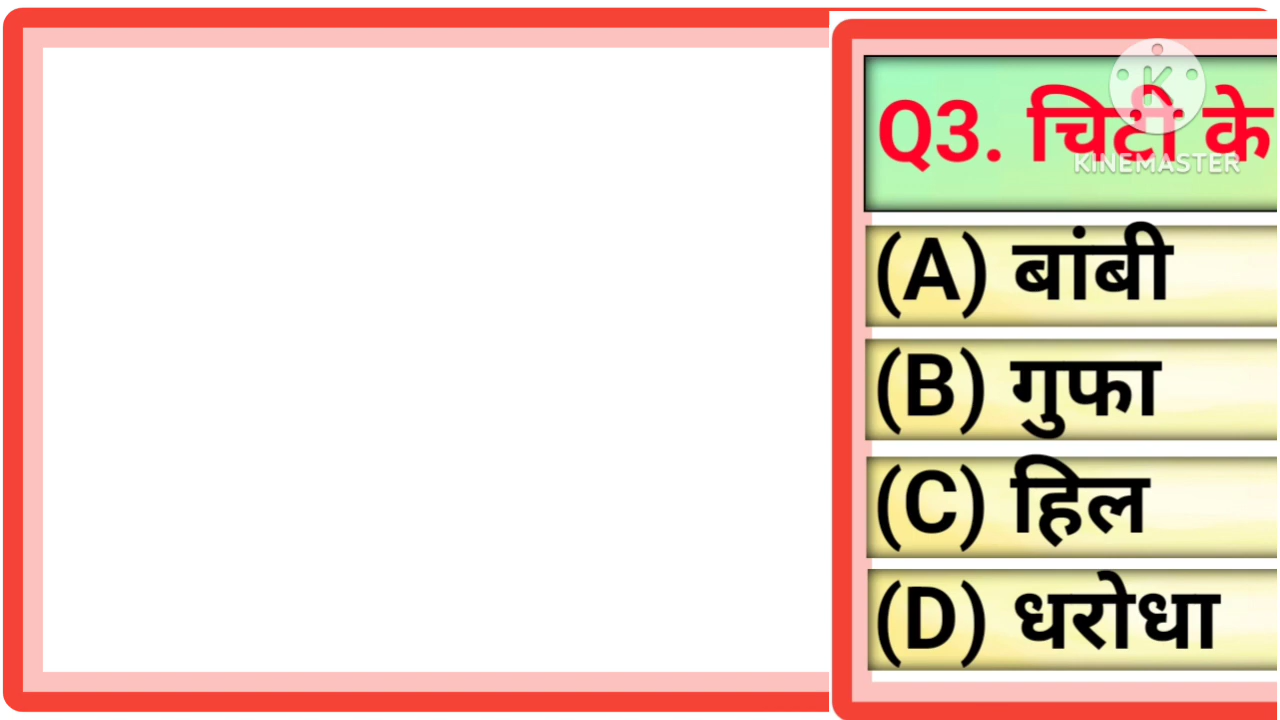 Q3. चिटी के
KINEMASTER
(A) बांबी
(B) गुफा
(C) हिल
(D) धरोधा